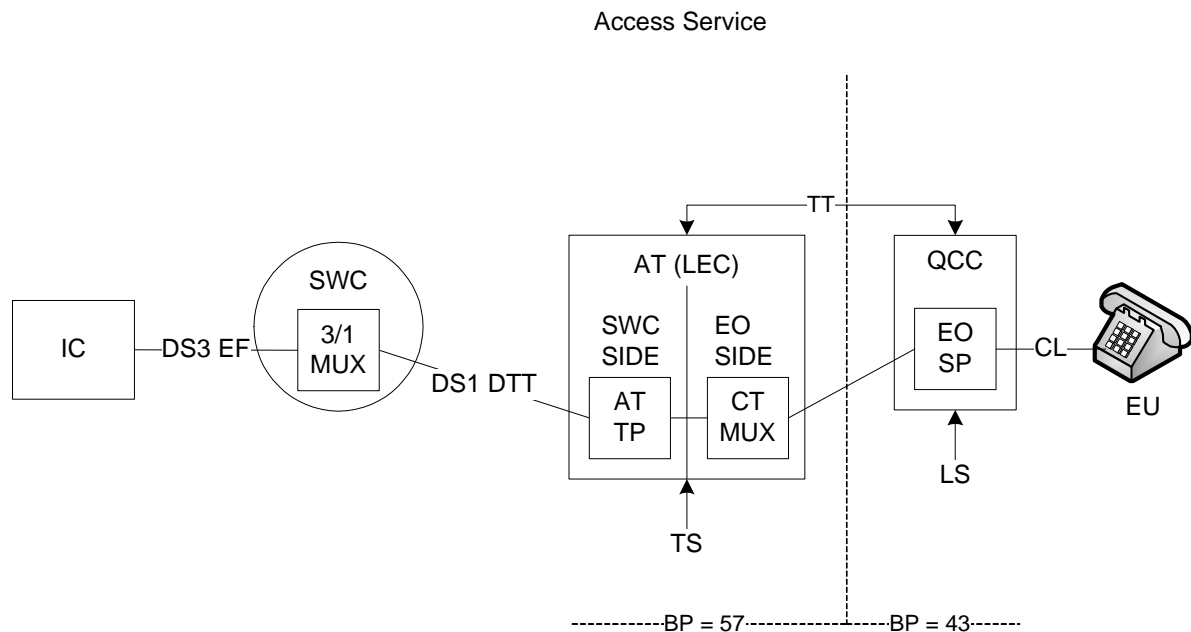 Access Service
TT
AT (LEC)
QCC
SWC
IC
DS3 EF
3/1
MUX
DS1 DTT
SWC
SIDE
EO
SIDE
AT
TP
CT
MUX
EO
SP
CL
EU
LS
TS
BP = 57
BP = 43